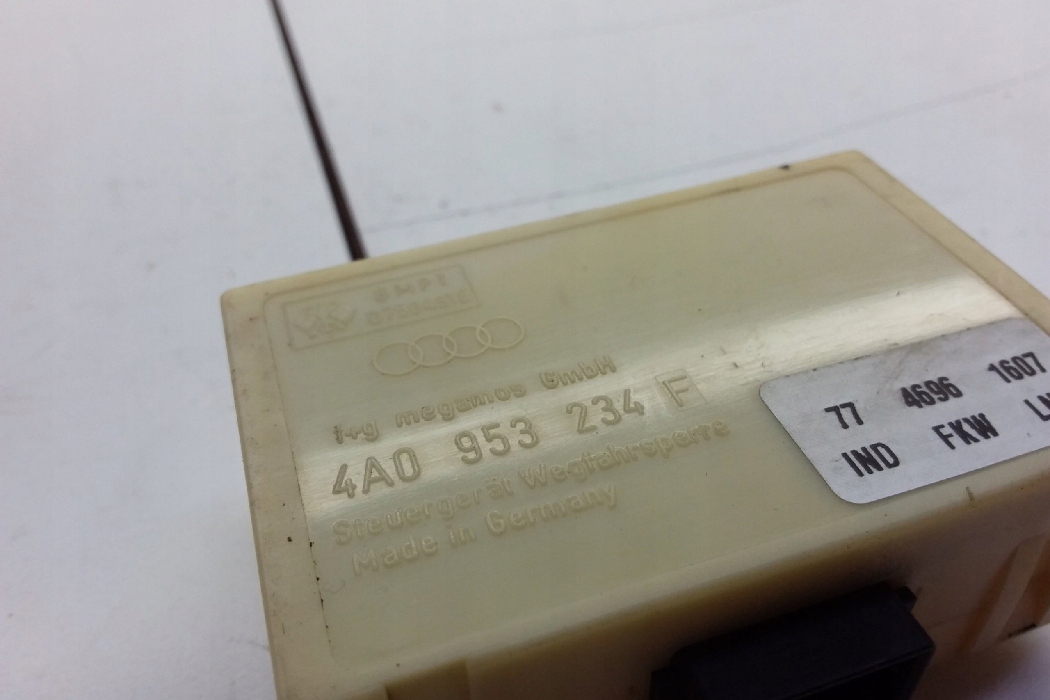 f+g megamos GmbH
4A0 953 234 F
Steuergerät Wegfahrsperre
Made in Germany
77 4696 1607
IND FKW